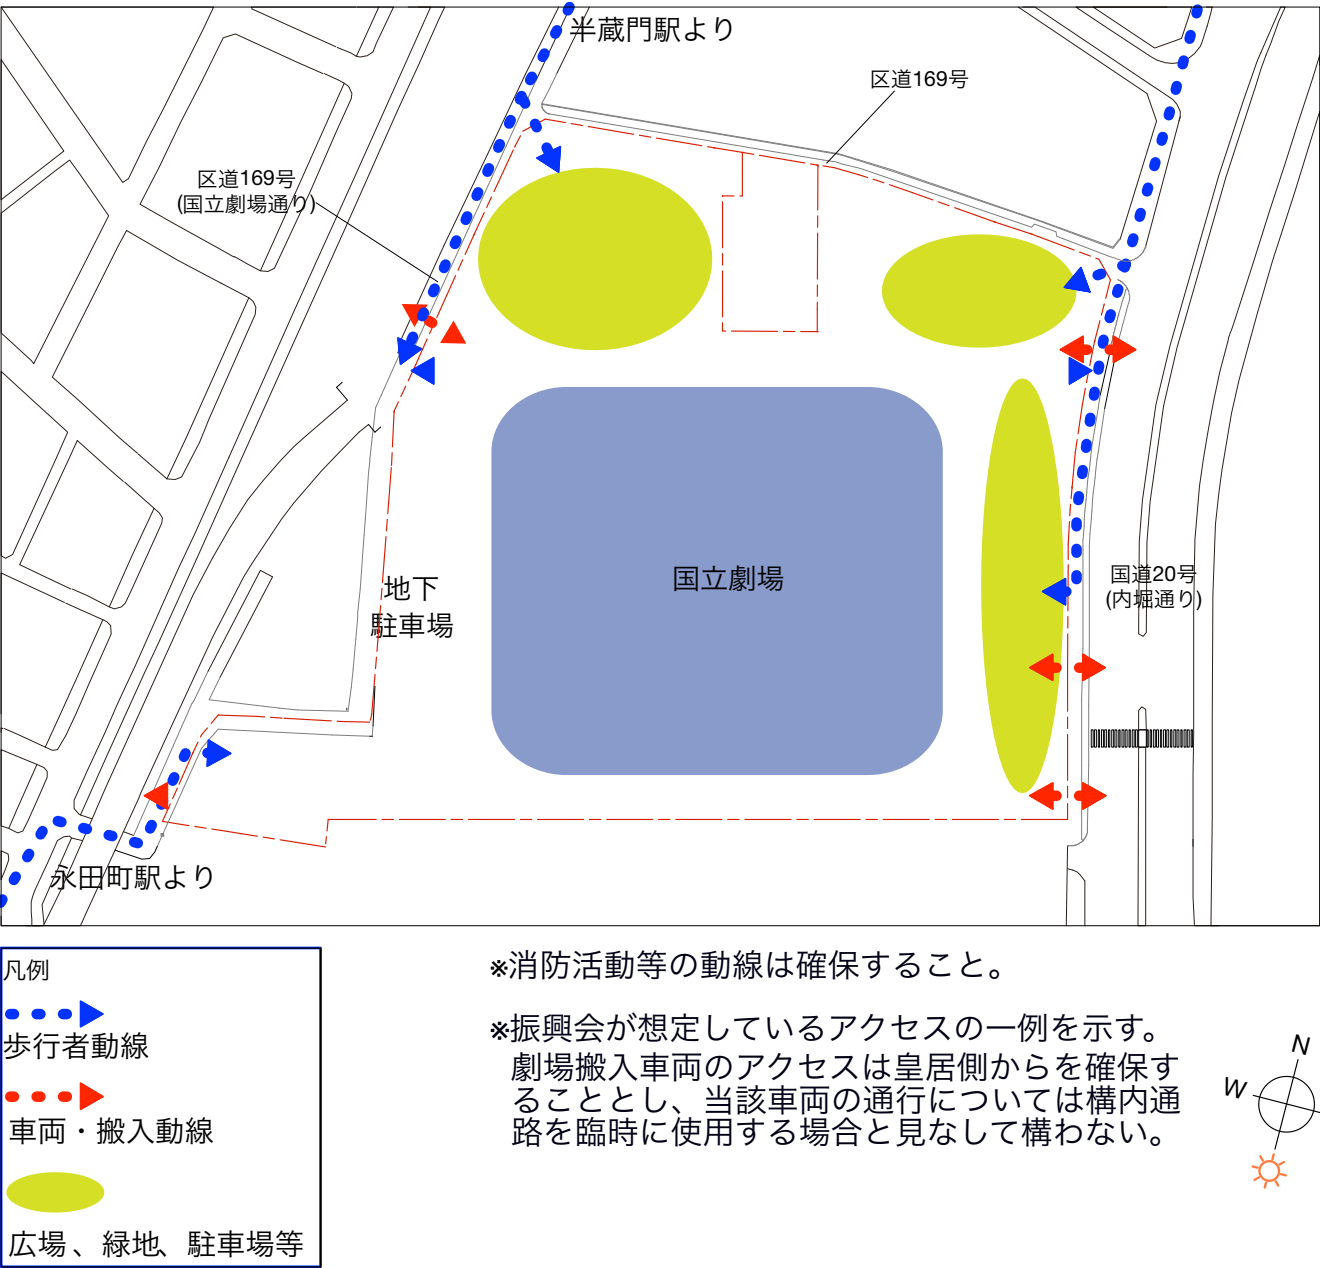 半蔵門駅より
区道169号
区道169号
(国立劇場通り)
国立劇場
地下
駐車場
国道20号
(内堀通り)
永田町駅より
凡例
歩行者動線
車両・搬入動線
広場、緑地、駐車場等
※消防活動等の動線は確保すること。
※振興会が想定しているアクセスの一例を示す。
劇場搬入車両のアクセスは皇居側からを確保す
ることとし、当該車両の通行については構内通
路を臨時に使用する場合と見なして構わない。
N
W